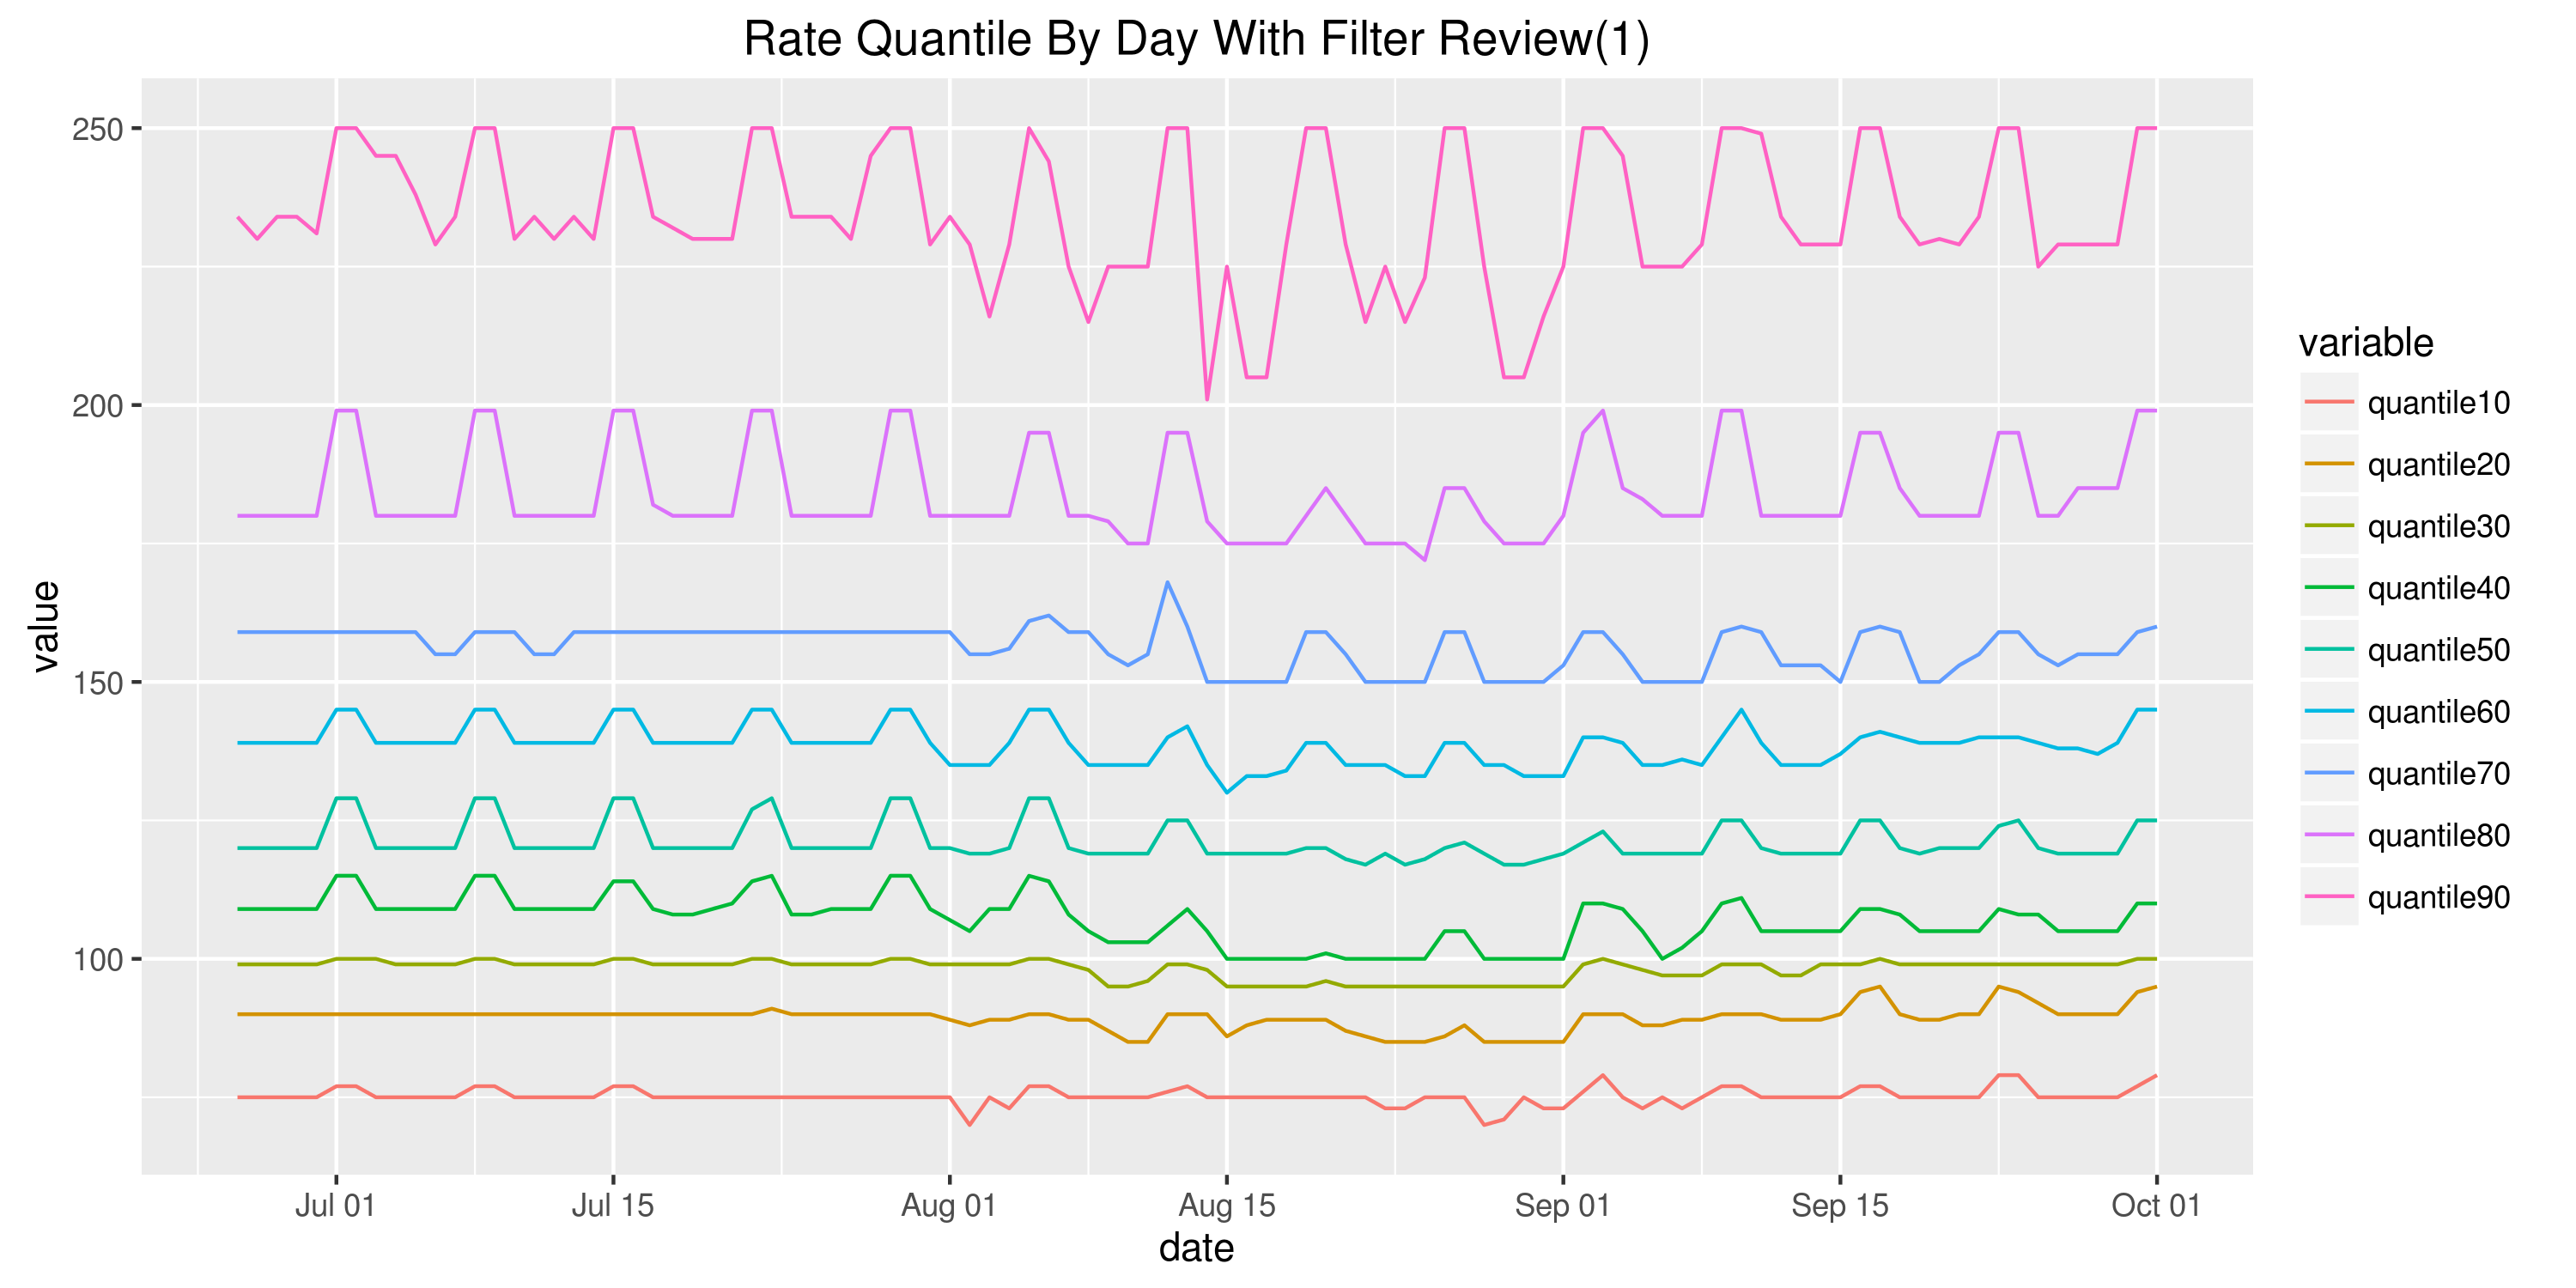 Rate Quantile By Day With Filter Review(1)
250
200
150
100
value
Jul 01
Jul 15
Aug 01
Aug 15
Sep 01
Sep 15
Oct 01
date
variable
quantile10
quantile20
quantile30
quantile40
quantile50
quantile60
quantile70
quantile80
quantile90